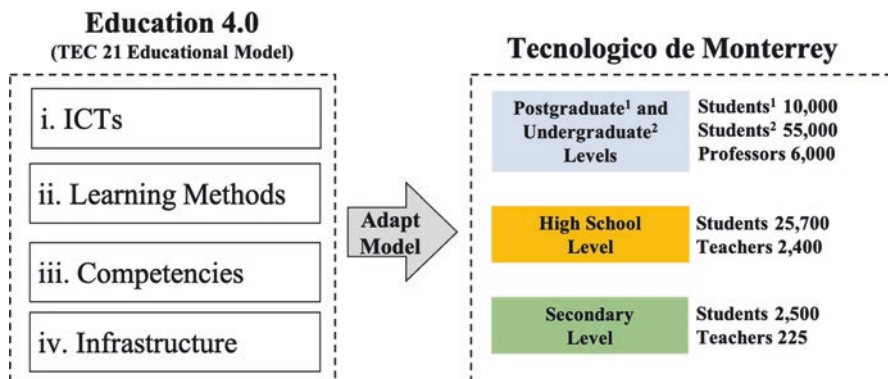 Education 4.0
(TEC 21 Educational Model)
i. ICTs
ii. Learning Methods
iii. Competencies
iv. Infrastructure
Adapt
Model
Tecnologico de Monterrey
Postgraduate¹ and
Undergraduate²
Levels
Students¹ 10,000
Students² 55,000
Professors 6,000
High School
Level
Students 25,700
Teachers 2,400
Secondary
Level
Students 2,500
Teachers 225